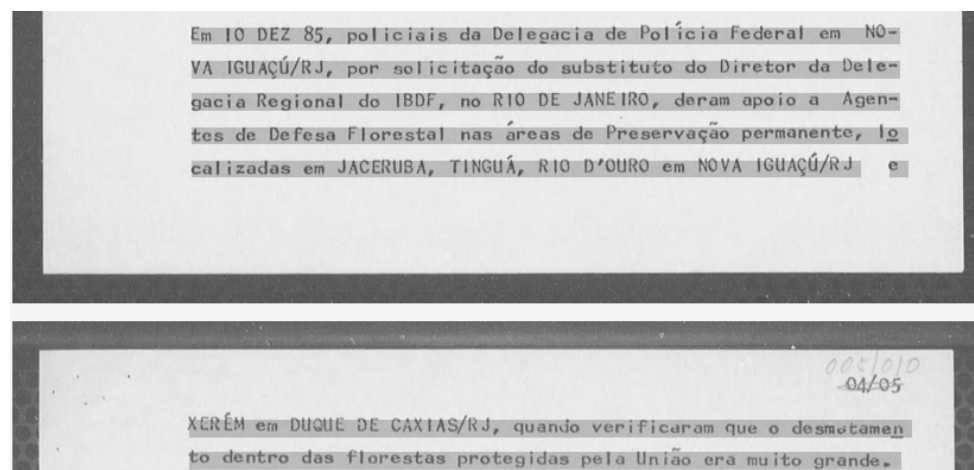 Em 10 DEZ 85, policiais da Delegacia de Polícia Federal em NO-
VA IGUAÇÚ/RJ, por solicitação do substituto do Diretor da Dele-
gacia Regional do IBDF, no RIO DE JANEIRO, deram apoio a Agen-
tes de Defesa Florestal nas áreas de Preservação permanente, lo
calizadas em JACERUBA, TINGUÁ, RIO D'OURO em NOVA IGUAÇÚ/RJ e
005/010
04/05
XERÉM em DUQUE DE CAXIAS/RJ, quando verificaram que o desmatamen
to dentro das florestas protegidas pela União era muito grande.